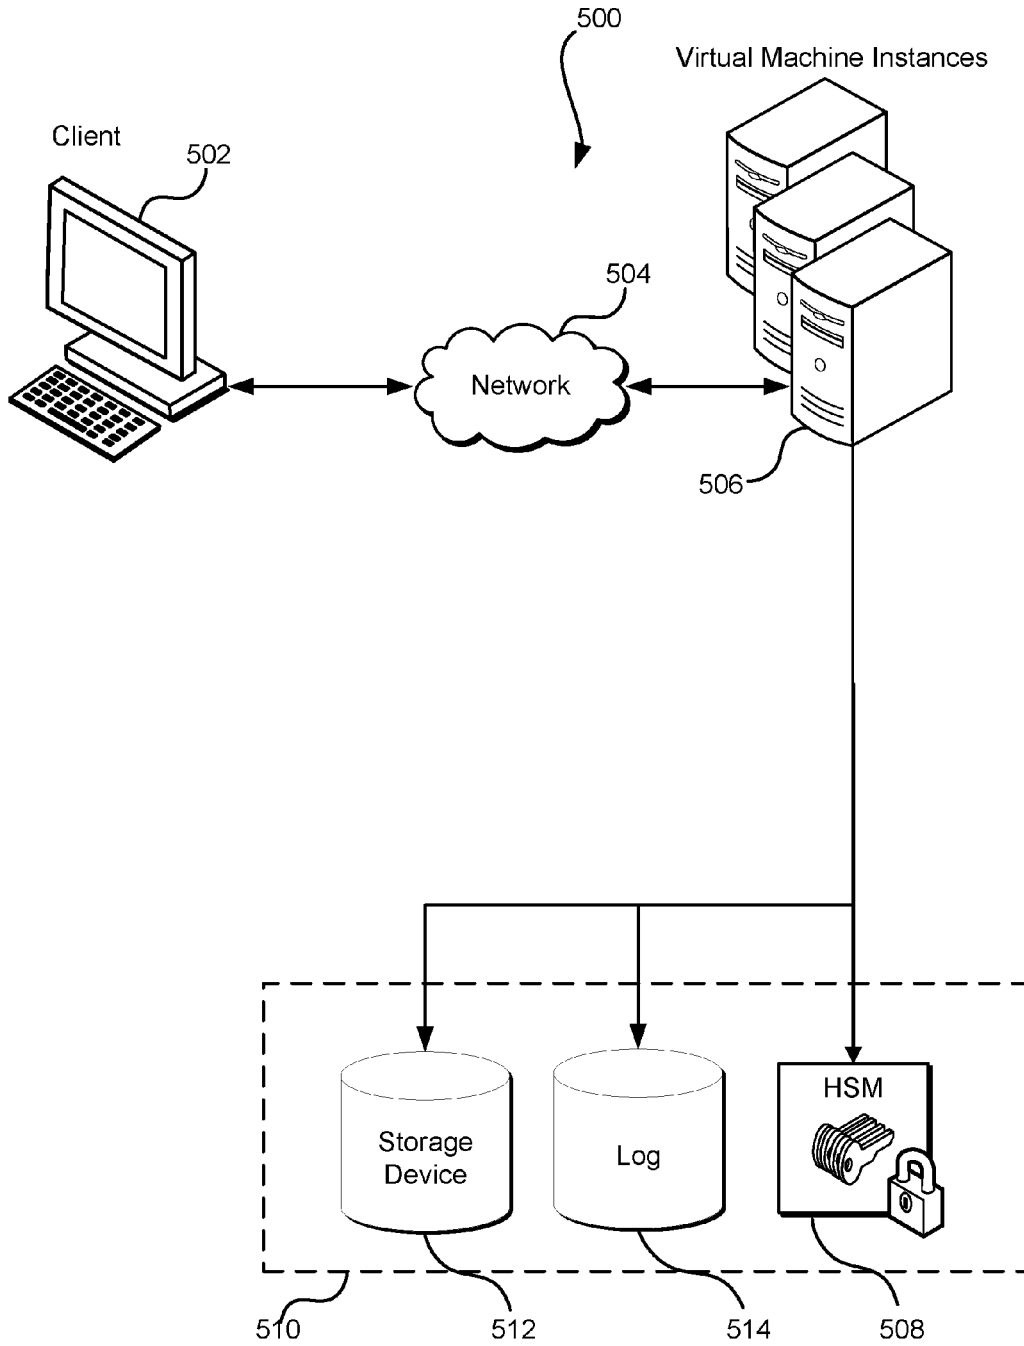 500
Virtual Machine Instances
Client
502
504
Network
506
HSM
Storage
Device
Log
510
512
514
508